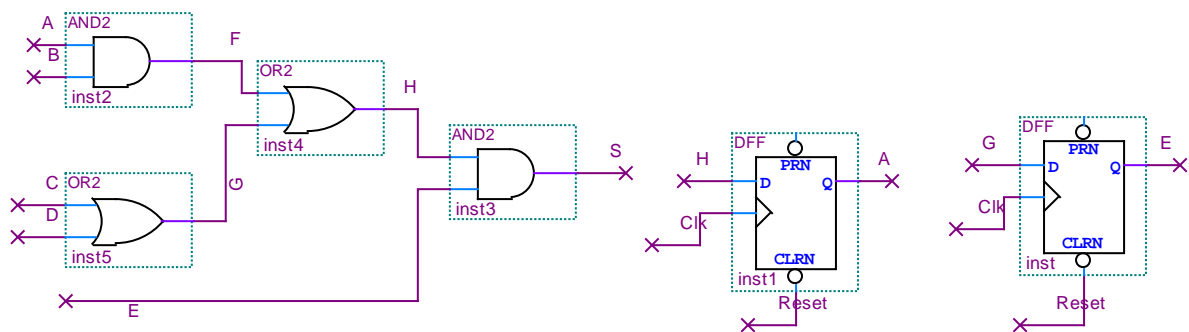 A
AND2
B
inst2
F
OR2
inst4
H
C
OR2
D
inst5
G
AND2
inst3
S
E
H
DFF
PRN
D
Q
A
Clk
CLRN
inst1
Reset
G
DFF
PRN
D
Q
E
Clk
CLRN
inst
Reset